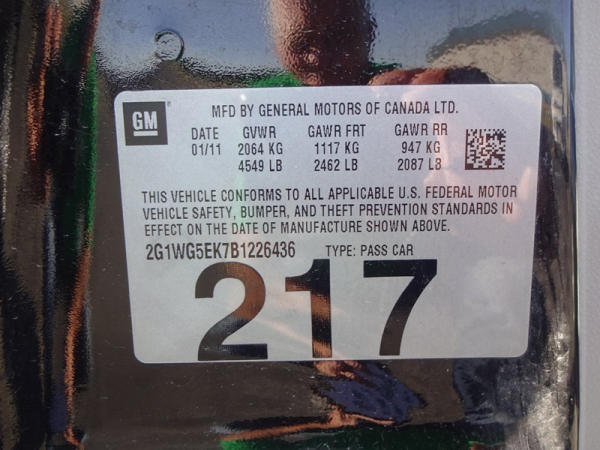 GM
MFD BY GENERAL MOTORS OF CANADA LTD.
DATE GVWR GAWR FRT GAWR RR
01/11 2064 KG 1117 KG 947 KG
4549 LB 2462 LB 2087 LB
THIS VEHICLE CONFORMS TO ALL APPLICABLE U.S. FEDERAL MOTOR
VEHICLE SAFETY, BUMPER, AND THEFT PREVENTION STANDARDS IN
EFFECT ON THE DATE OF MANUFACTURE SHOWN ABOVE.
2G1WG5EK7B1226436 TYPE: PASS CAR
217